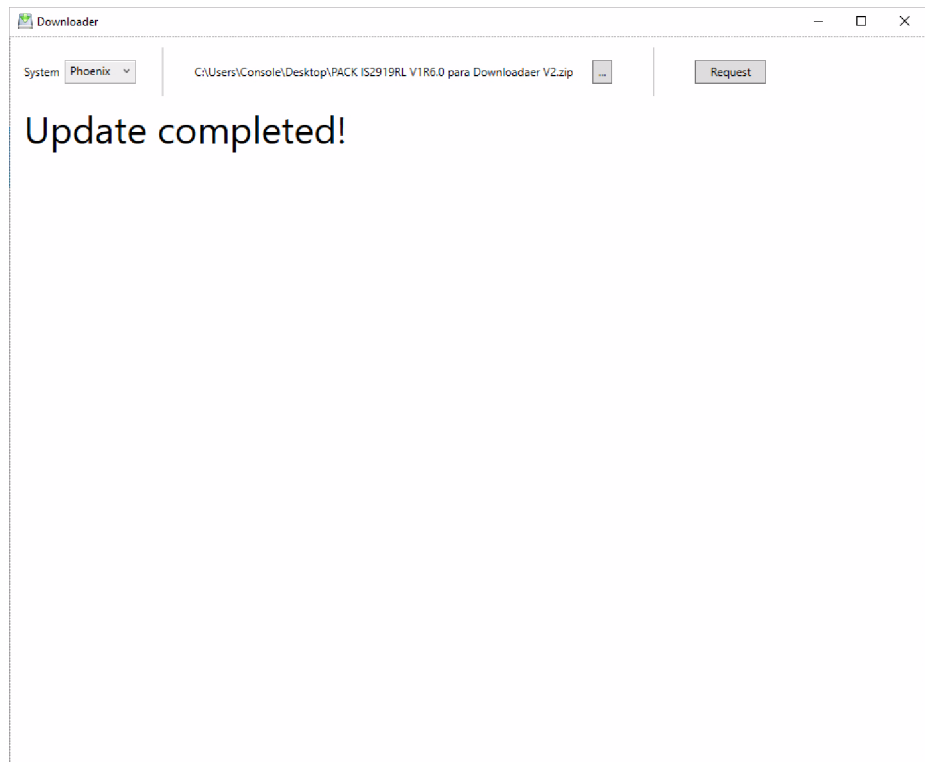 Downloader
System Phoenix C:\Users\Console\Desktop\PACK IS2919RL V1R6.0 para Downloadaer V2.zip ... Request
Update completed!